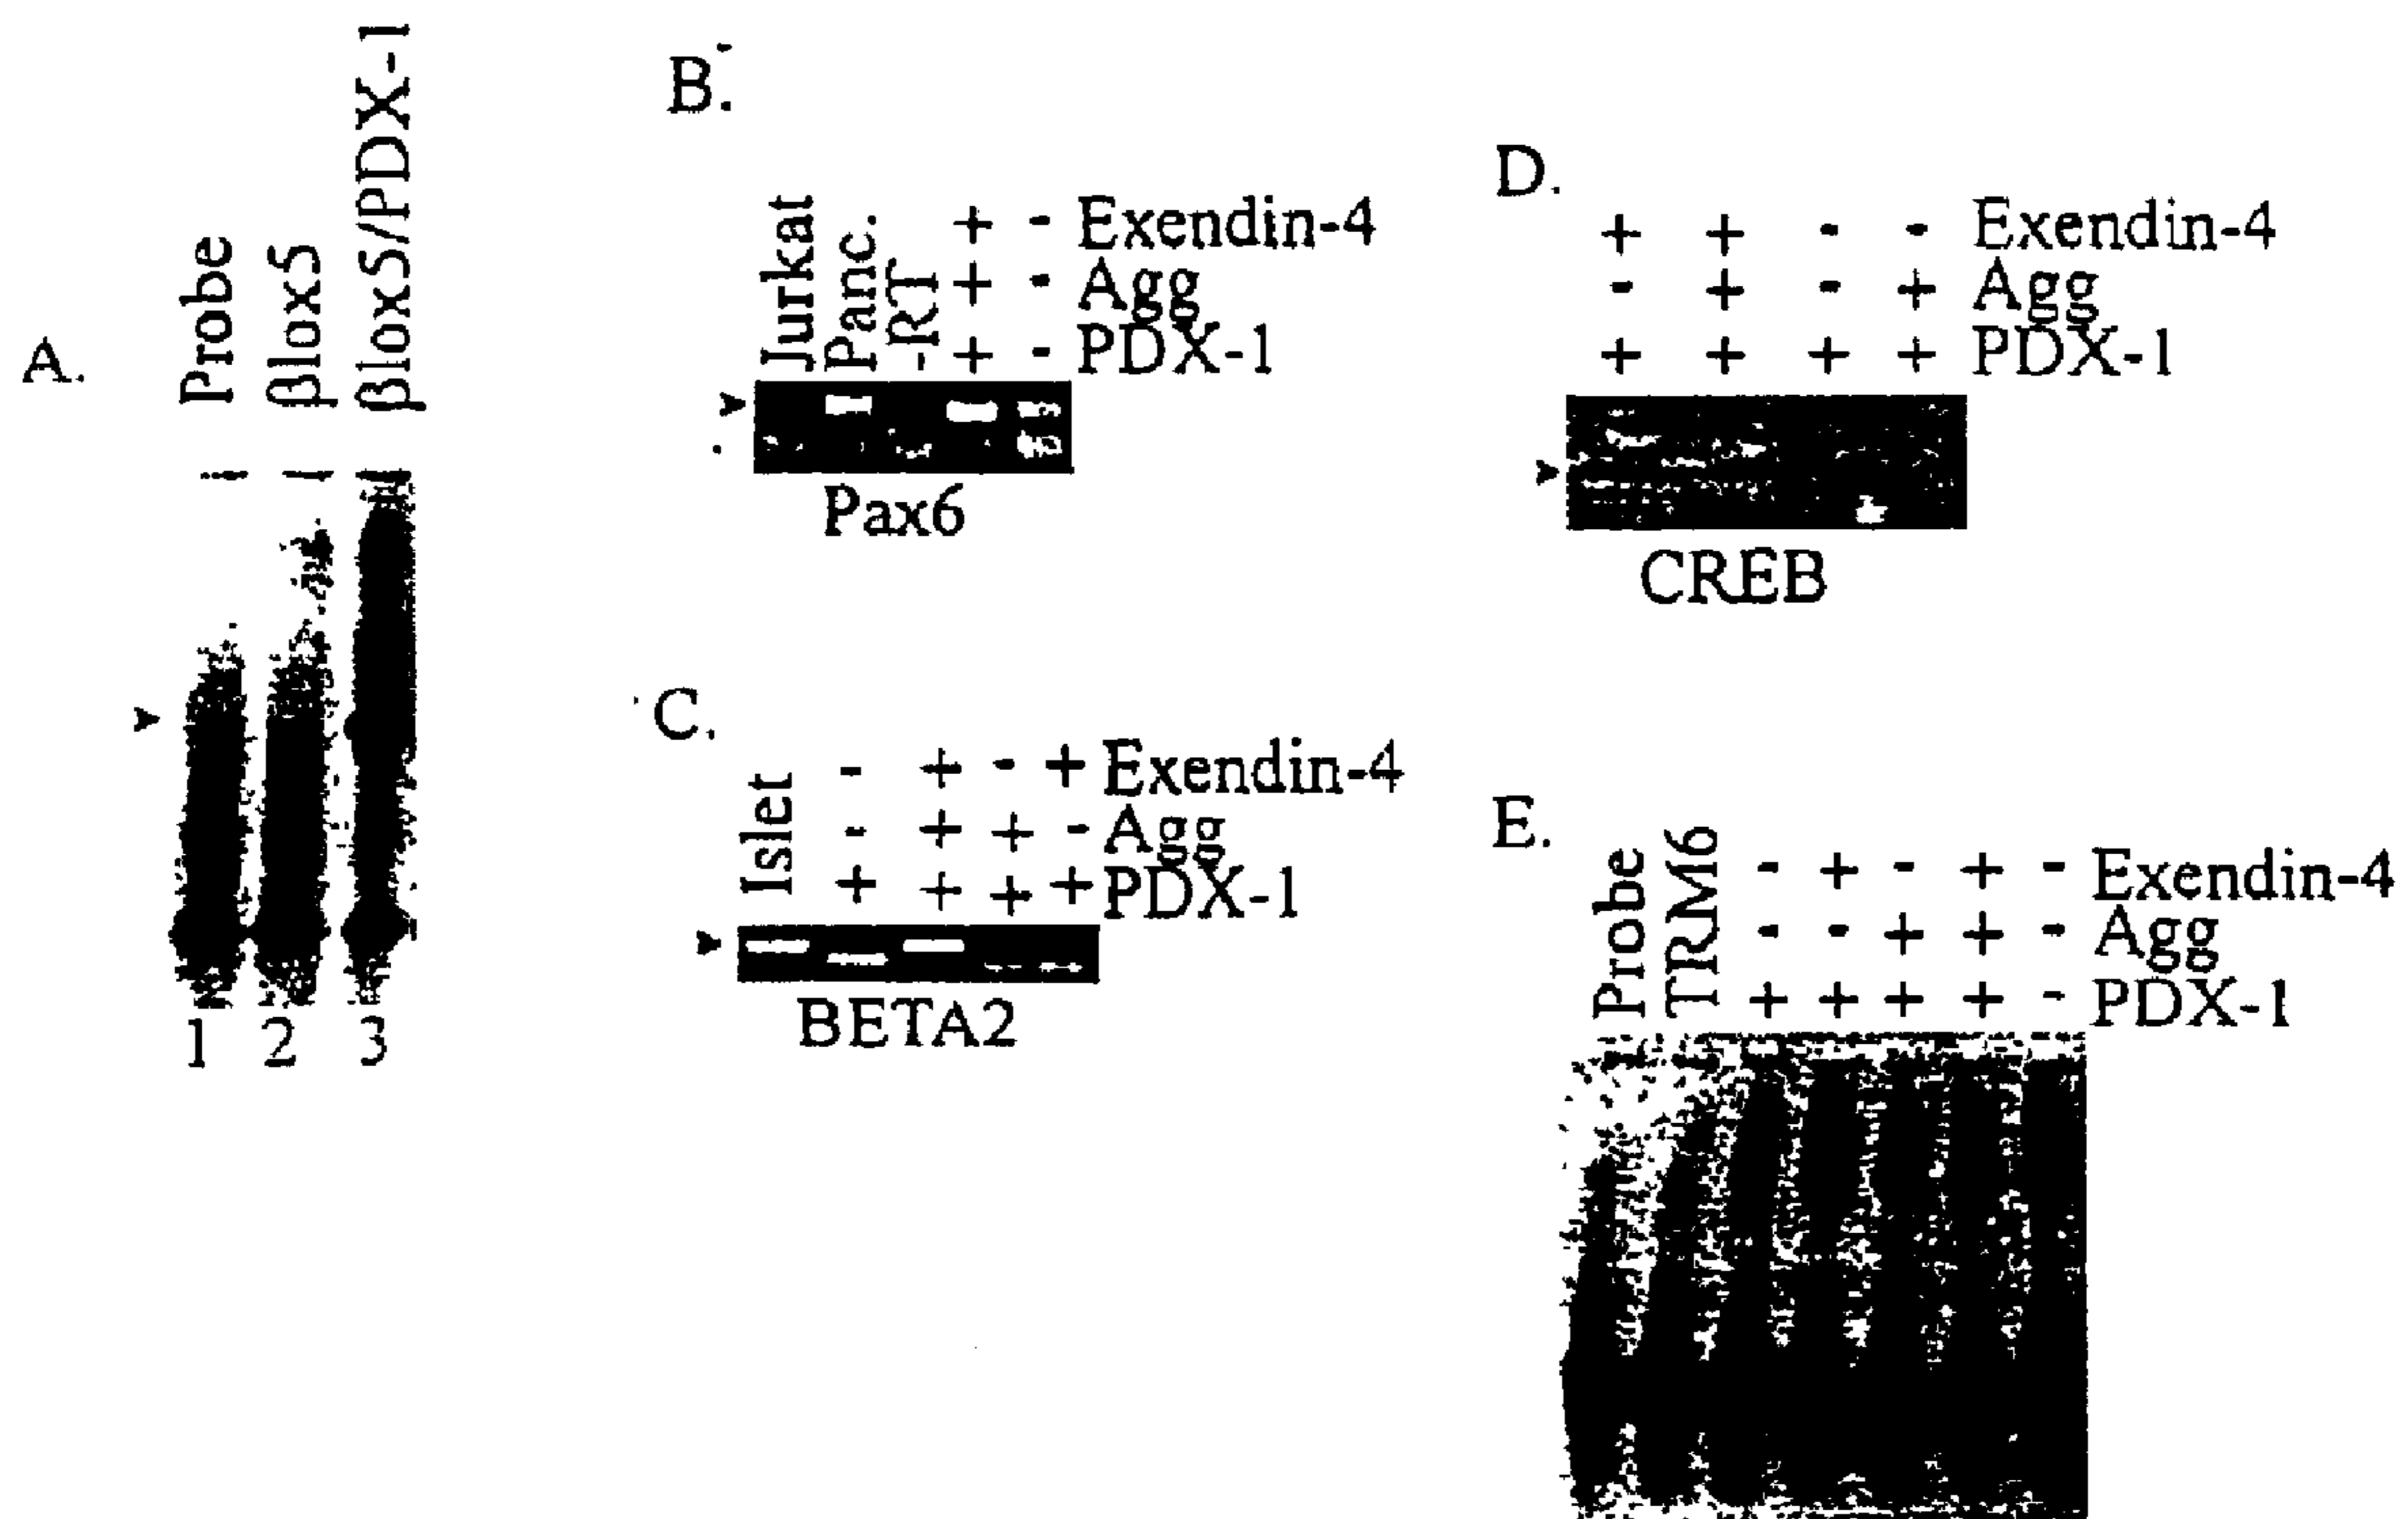 A.
Probe
βlox5
βlox5/PDX-1
1 2 3
B.
Jurkat
Panc.
-RT
+ - Exendin-4
+ - Agg
+ - PDX-1
Pax6
C.
Islet
- + - + Exendin-4
- + + - Agg
+ + + + PDX-1
BETA2
D.
+ + - - Exendin-4
- + - + Agg
+ + + + PDX-1
CREB
E.
Probe
TRM6
- + - + - Exendin-4
- - + + - Agg
+ + + + - PDX-1